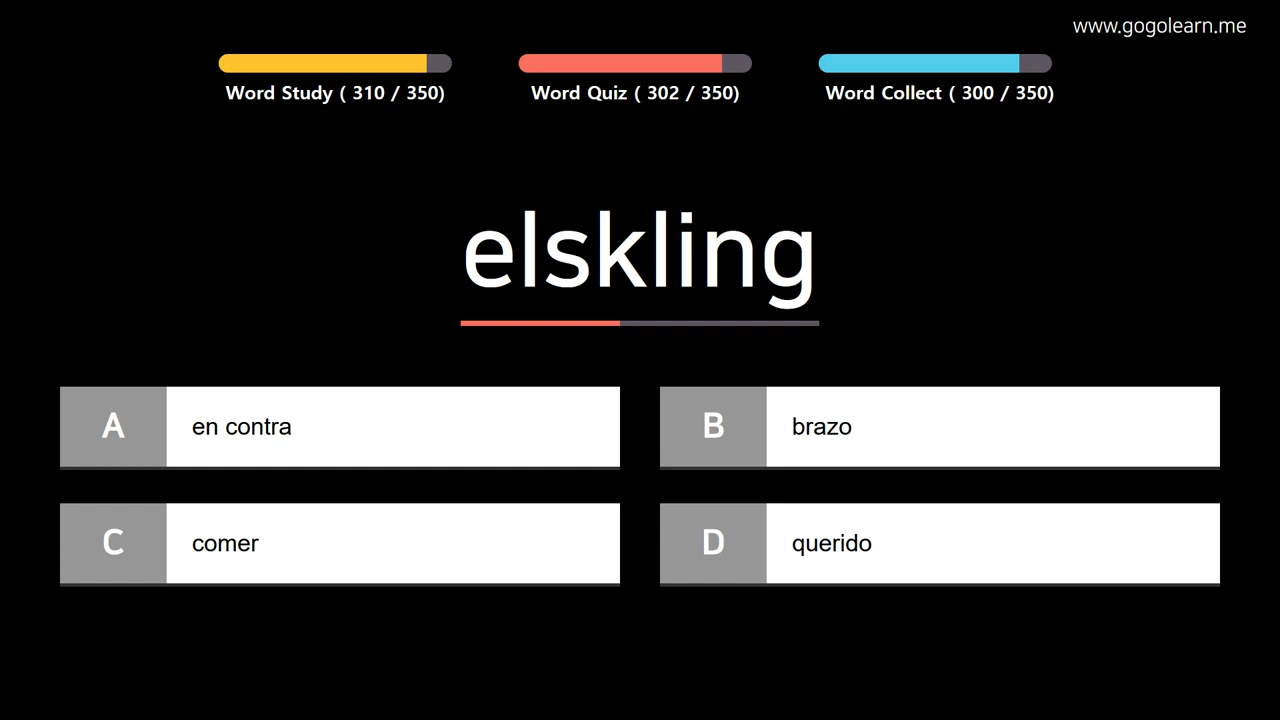 www.gogolearn.me
Word Study ( 310 / 350)
Word Quiz ( 302 / 350)
Word Collect ( 300 / 350)
elskling
A en contra
B brazo
C comer
D querido